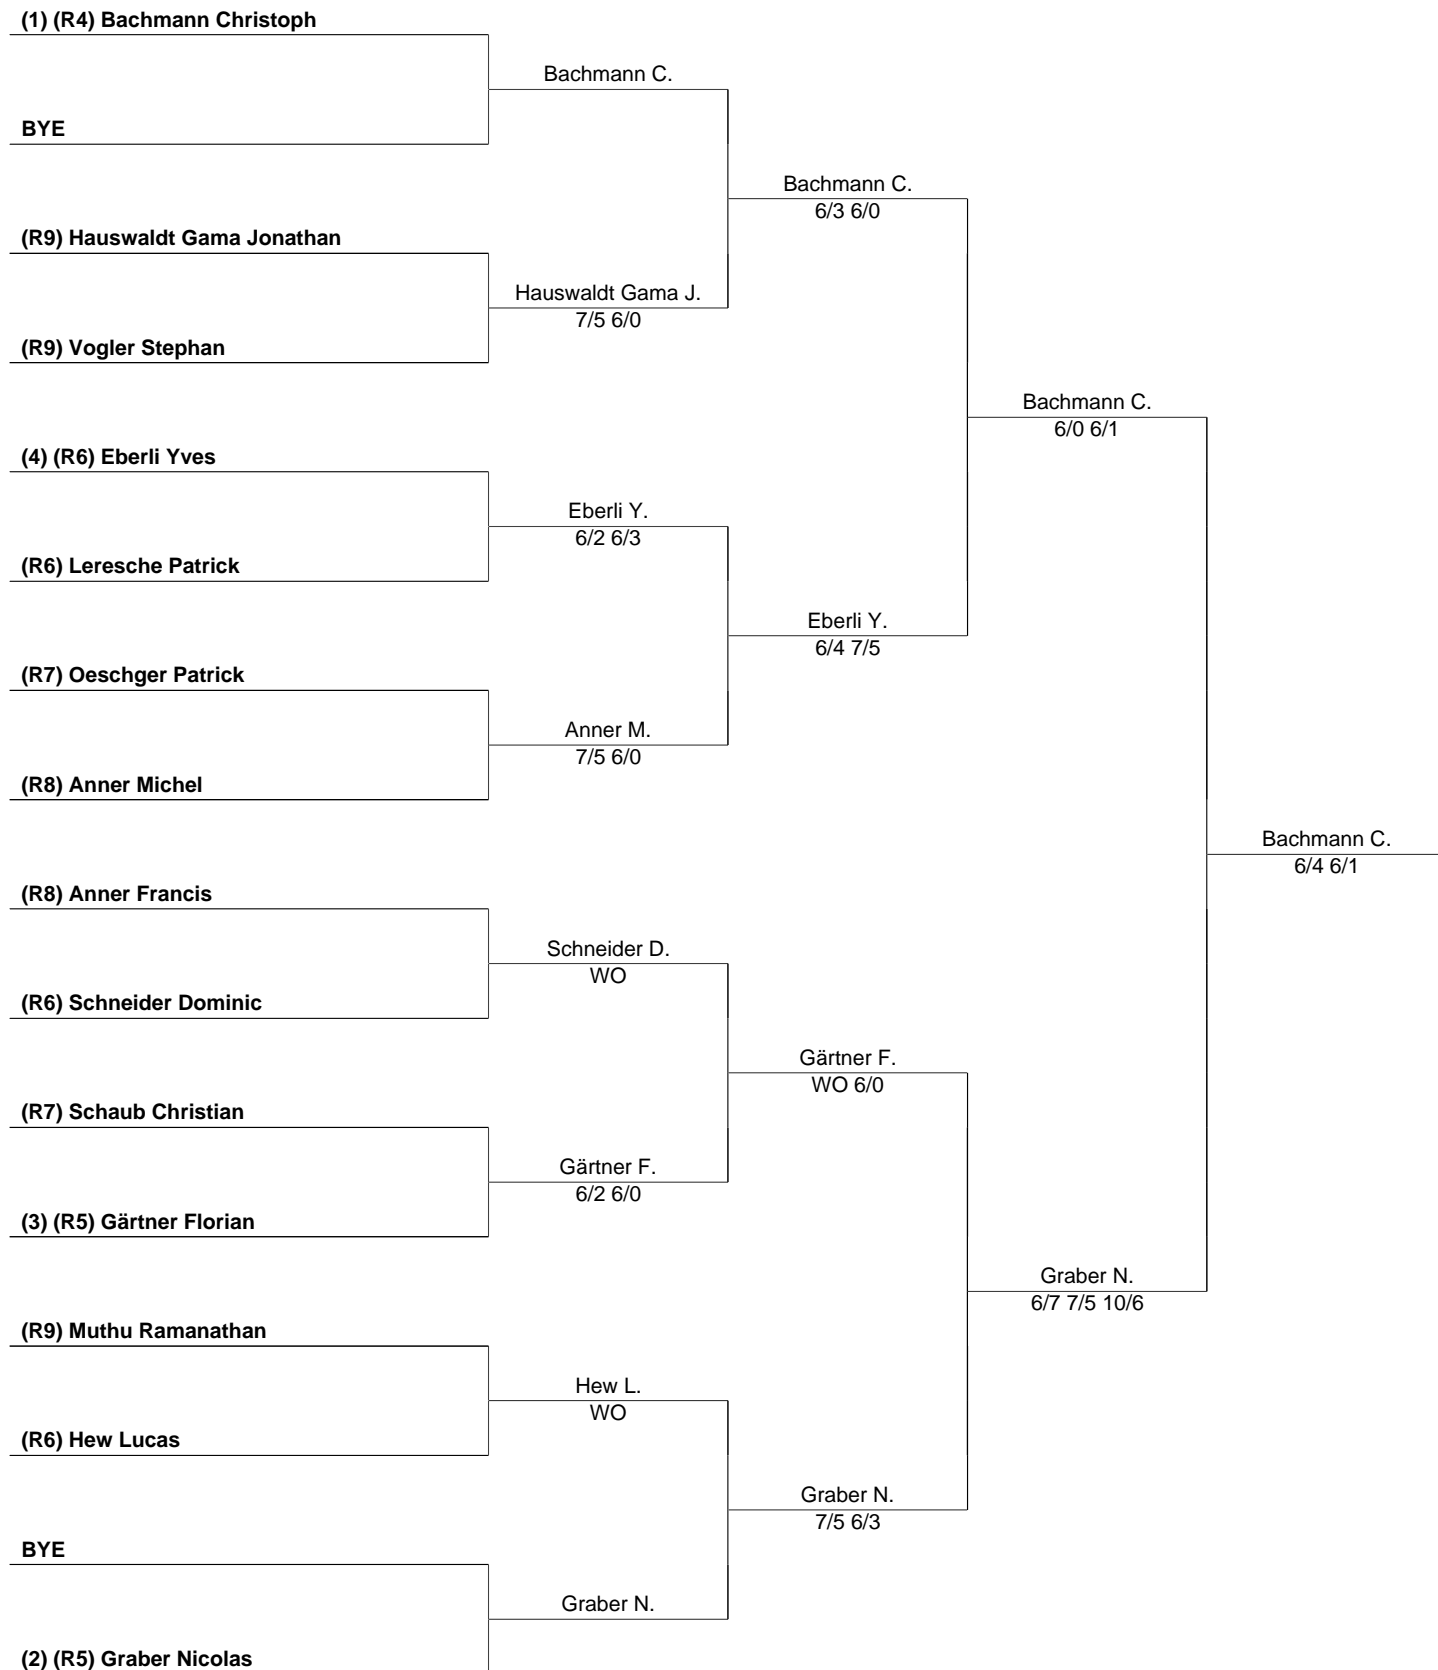 (1) (R4) Bachmann Christoph
Bachmann C.
BYE
Bachmann C.
6/3 6/0
(R9) Hauswaldt Gama Jonathan
Hauswaldt Gama J.
7/5 6/0
(R9) Vogler Stephan
Bachmann C.
6/0 6/1
(4) (R6) Eberli Yves
Eberli Y.
6/2 6/3
(R6) Leresche Patrick
Eberli Y.
6/4 7/5
(R7) Oeschger Patrick
Anner M.
7/5 6/0
(R8) Anner Michel
Bachmann C.
6/4 6/1
(R8) Anner Francis
Schneider D.
WO
(R6) Schneider Dominic
Gärtner F.
WO 6/0
(R7) Schaub Christian
Gärtner F.
6/2 6/0
(3) (R5) Gärtner Florian
Graber N.
6/7 7/5 10/6
(R9) Muthu Ramanathan
Hew L.
WO
(R6) Hew Lucas
Graber N.
7/5 6/3
BYE
Graber N.
(2) (R5) Graber Nicolas